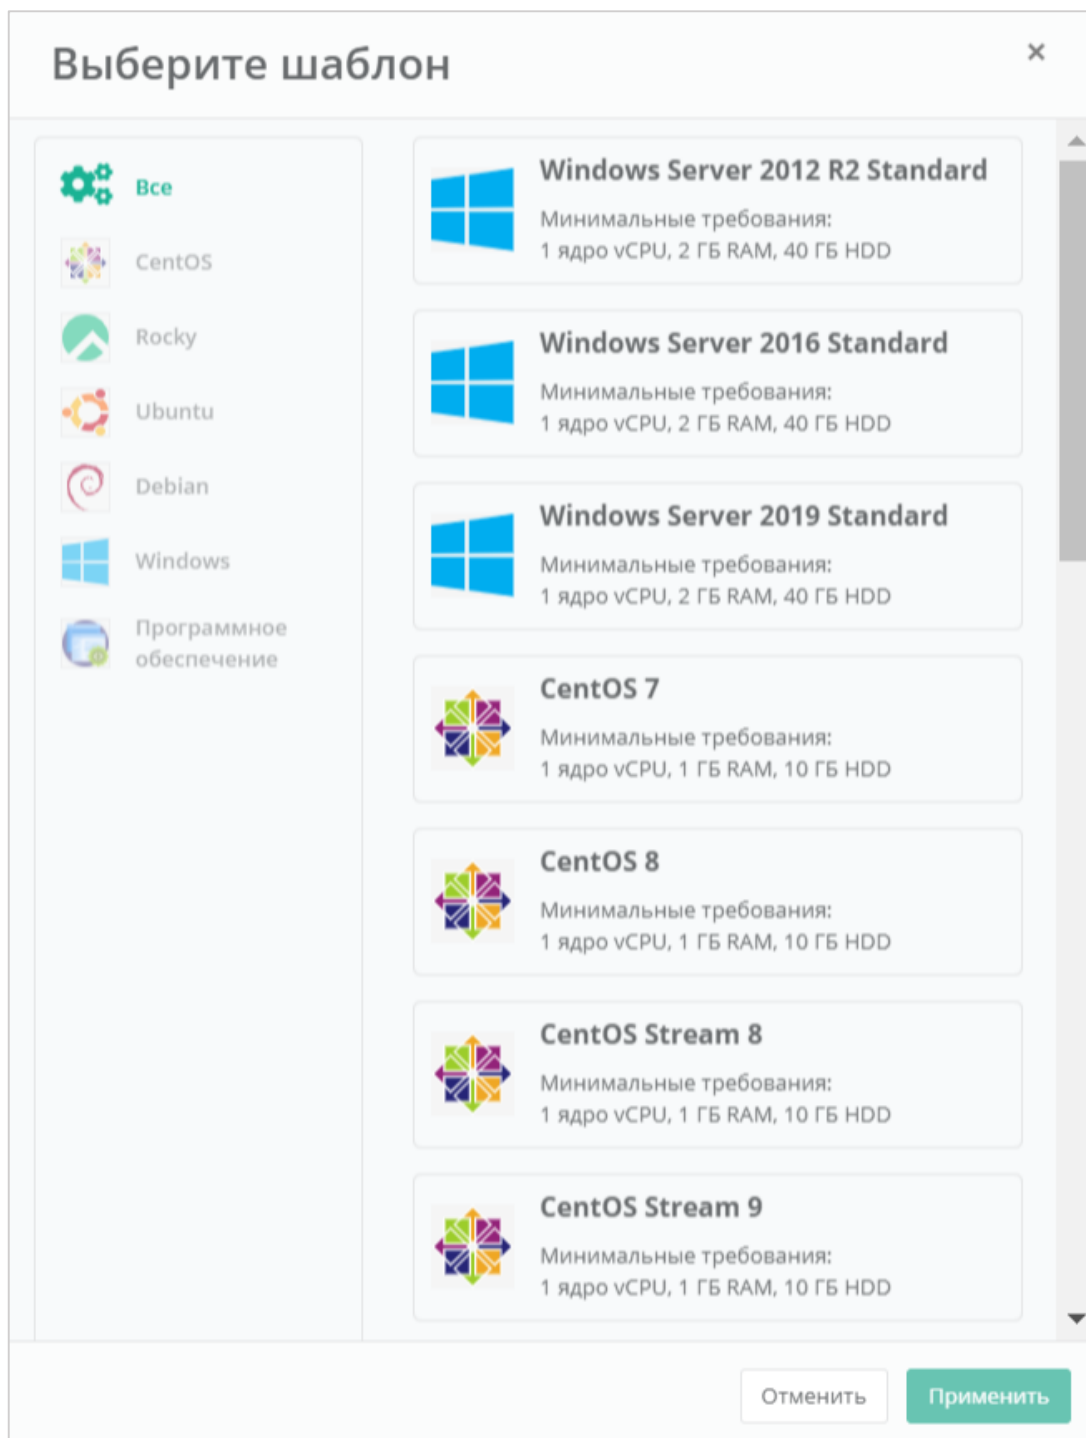 Выберите шаблон
×
Все
CentOS
Rocky
Ubuntu
Debian
Windows
Программное
обеспечение
Windows Server 2012 R2 Standard
Минимальные требования:
1 ядро vCPU, 2 ГБ RAM, 40 ГБ HDD
Windows Server 2016 Standard
Минимальные требования:
1 ядро vCPU, 2 ГБ RAM, 40 ГБ HDD
Windows Server 2019 Standard
Минимальные требования:
1 ядро vCPU, 2 ГБ RAM, 40 ГБ HDD
CentOS 7
Минимальные требования:
1 ядро vCPU, 1 ГБ RAM, 10 ГБ HDD
CentOS 8
Минимальные требования:
1 ядро vCPU, 1 ГБ RAM, 10 ГБ HDD
CentOS Stream 8
Минимальные требования:
1 ядро vCPU, 1 ГБ RAM, 10 ГБ HDD
CentOS Stream 9
Минимальные требования:
1 ядро vCPU, 1 ГБ RAM, 10 ГБ HDD
Отменить
Применить